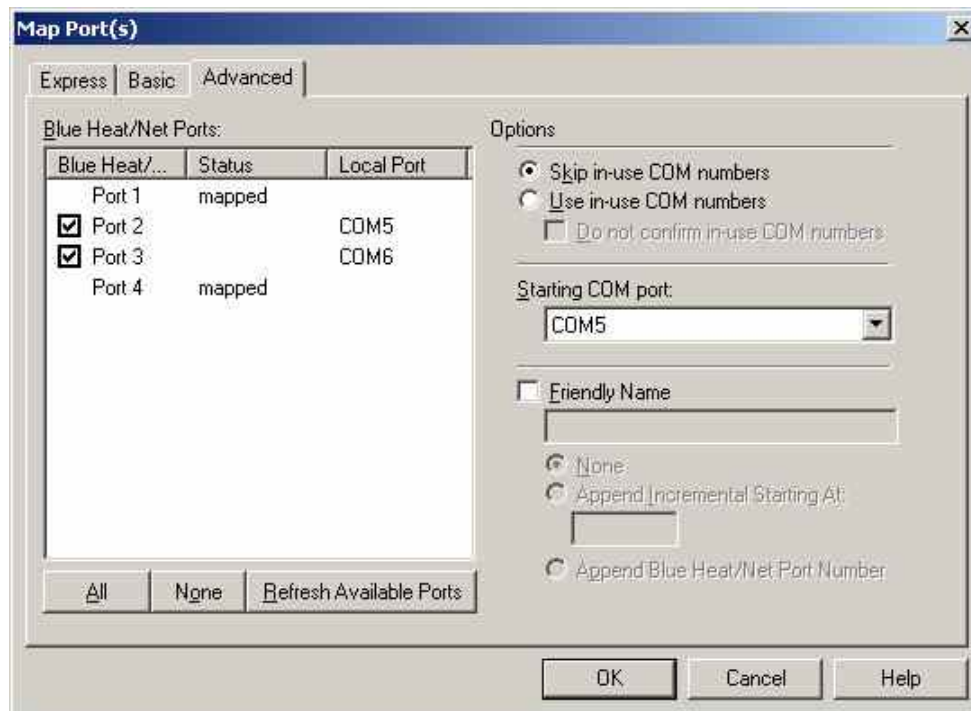 Map Port(s)
Express Basic Advanced
Blue Heat/Net Ports:
Blue Heat/... Status Local Port
Port 1 mapped
Port 2 COM5
Port 3 COM6
Port 4 mapped
All None Refresh Available Ports
Options
Skip in-use COM numbers
Use in-use COM numbers
Do not confirm in-use COM numbers
Starting COM port:
COM5
Friendly Name
None
Append Incremental Starting At:
Append Blue Heat/Net Port Number
OK Cancel Help